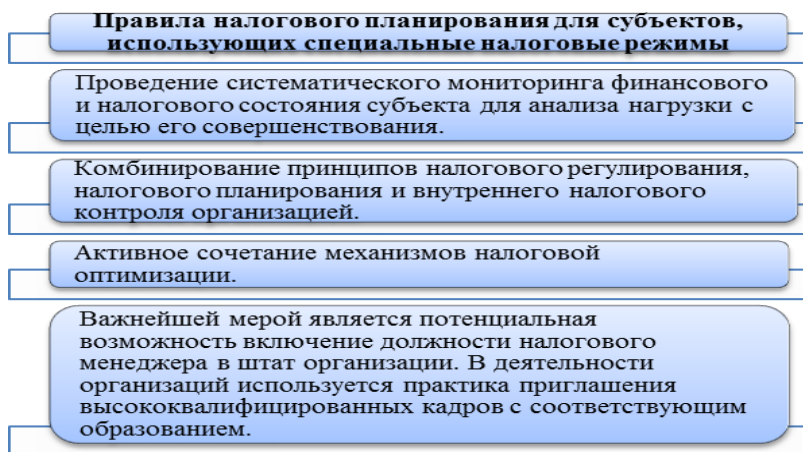 Правила налогового планирования для субъектов,
использующих специальные налоговые режимы
Проведение систематического мониторинга финансового
и налогового состояния субъекта для анализа нагрузки с
целью его совершенствования.
Комбинирование принципов налогового регулирования,
налогового планирования и внутреннего налогового
контроля организацией.
Активное сочетание механизмов налоговой
оптимизации.
Важнейшей мерой является потенциальная
возможность включение должности налогового
менеджера в штат организации. В деятельности
организаций используется практика приглашения
высококвалифицированных кадров с соответствующим
образованием.